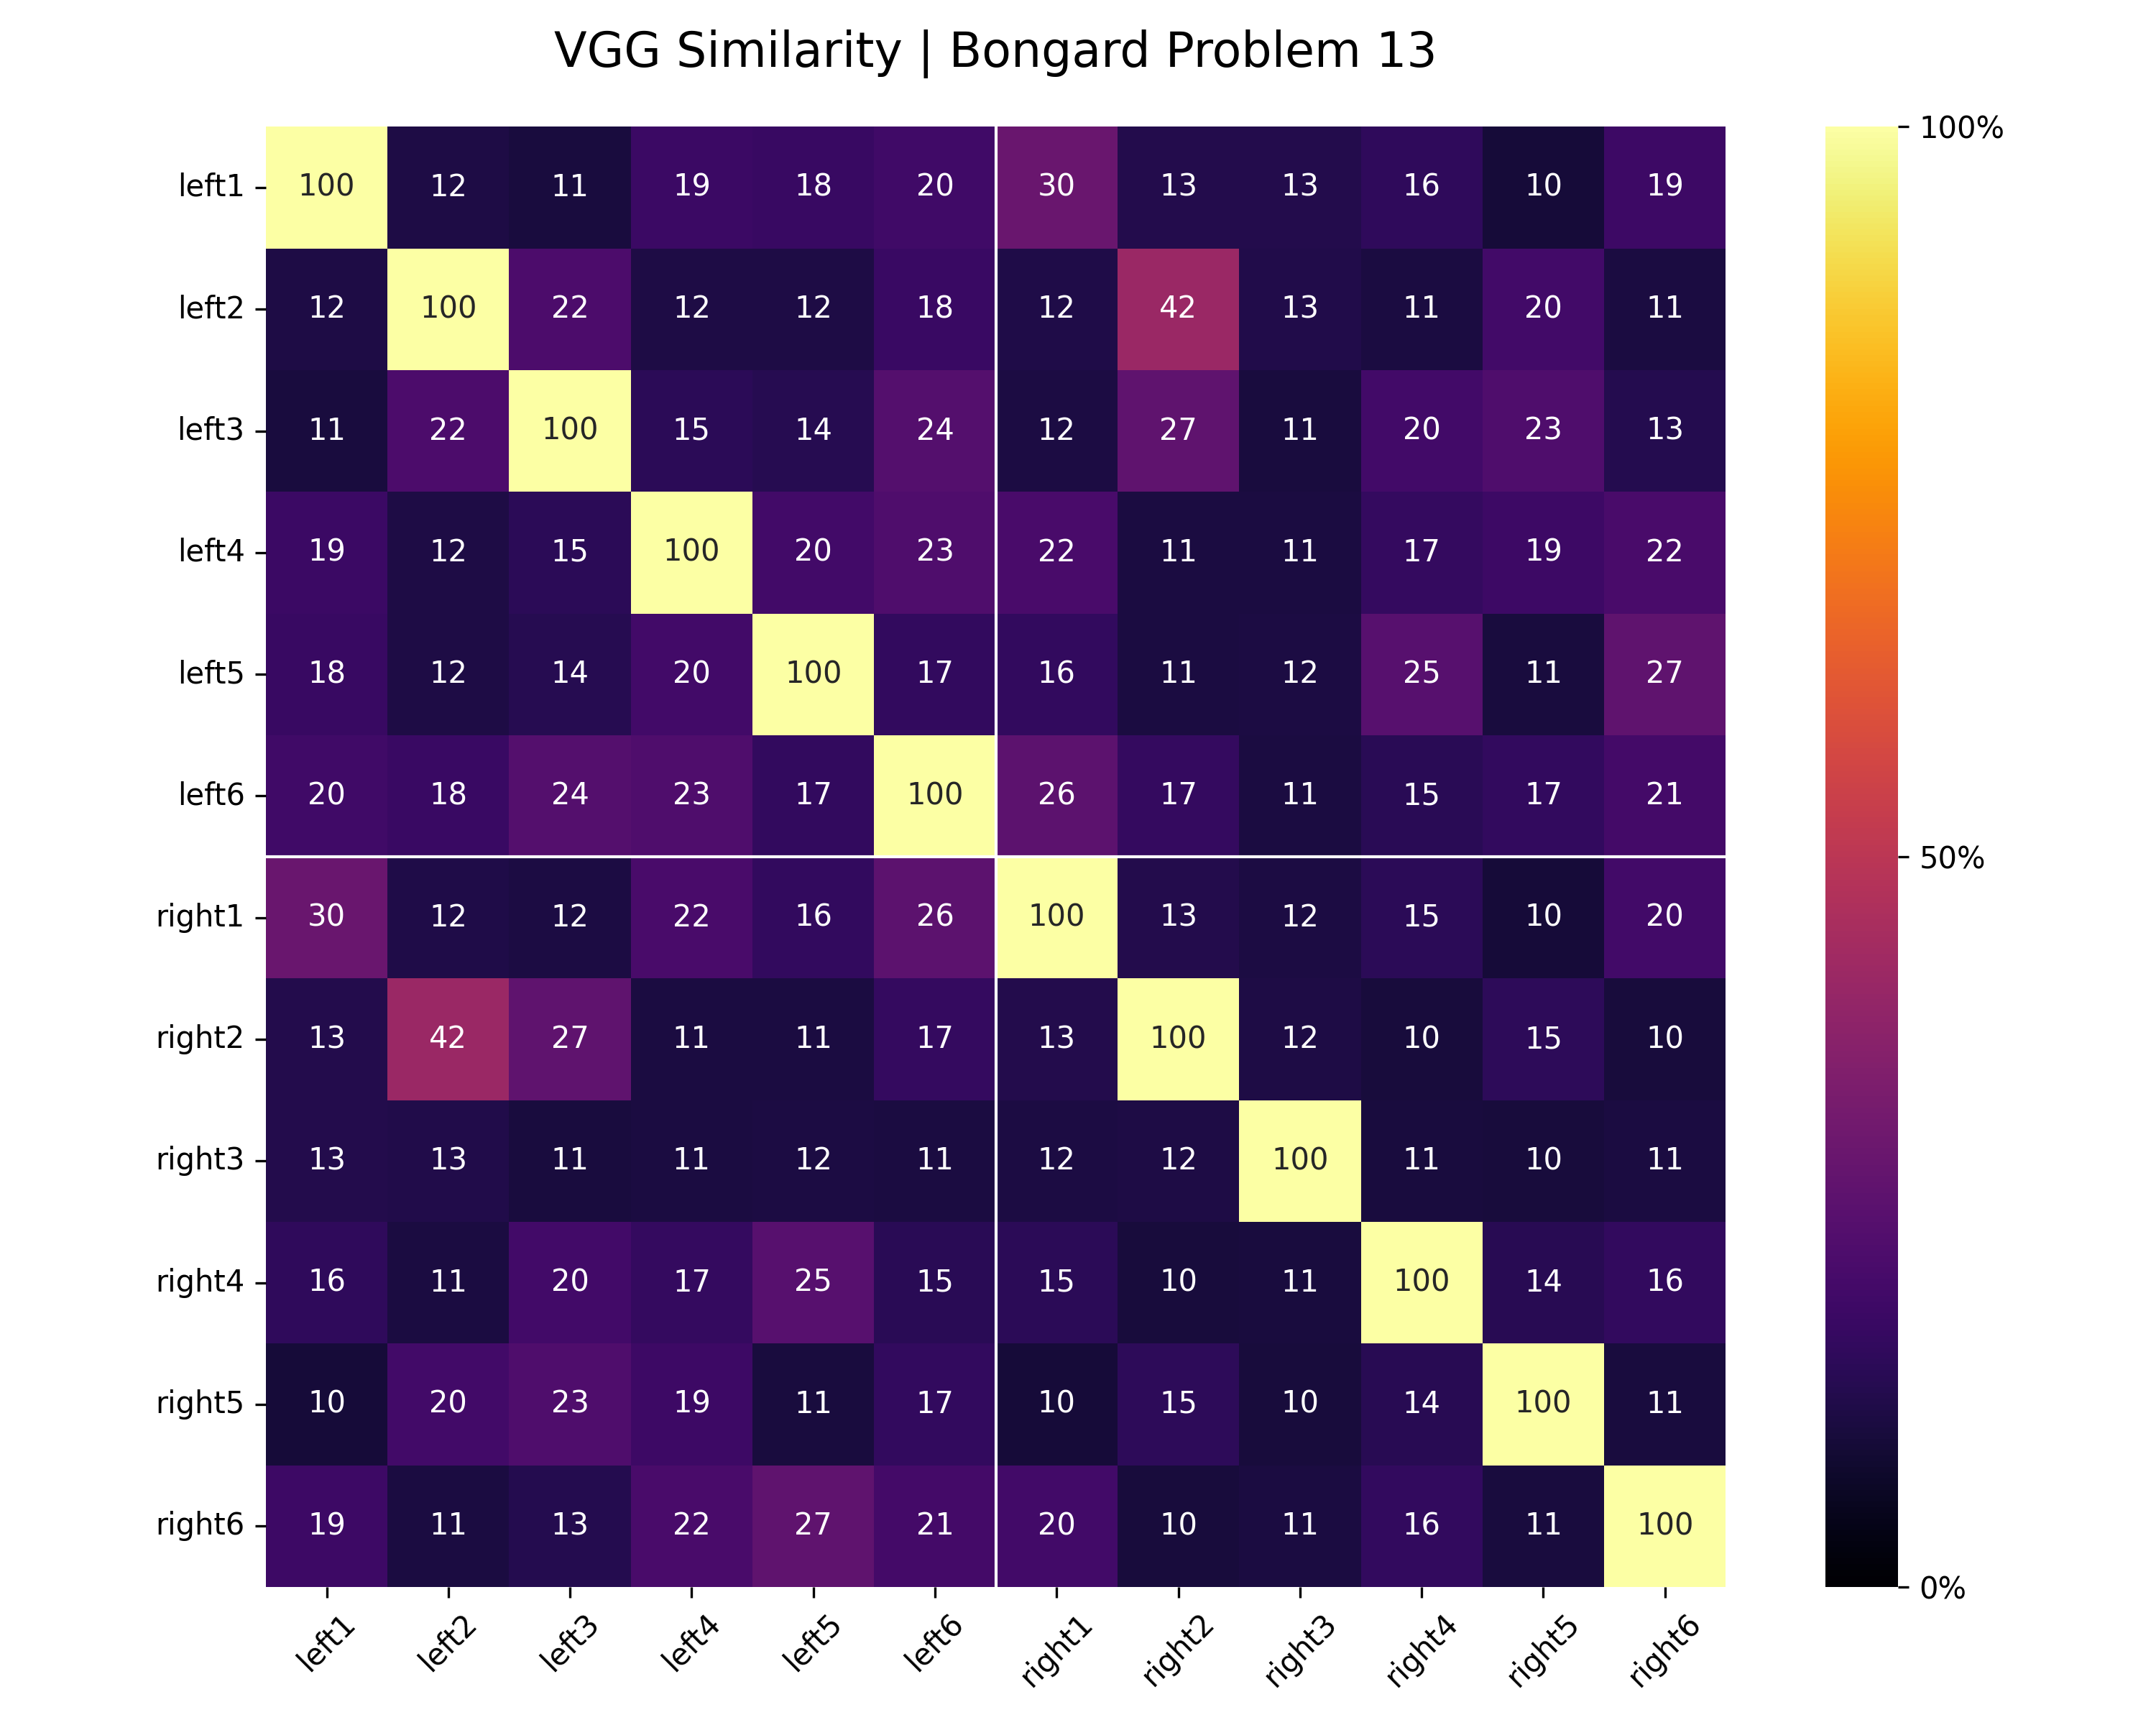 VGG Similarity | Bongard Problem 13
left1 100 12 11 19 18 20 30 13 13 16 10 19
left2 12 100 22 12 12 18 12 42 13 11 20 11
left3 11 22 100 15 14 24 12 27 11 20 23 13
left4 19 12 15 100 20 23 22 11 11 17 19 22
left5 18 12 14 20 100 17 16 11 12 25 11 27
left6 20 18 24 23 17 100 26 17 11 15 17 21
right1 30 12 12 22 16 26 100 13 12 15 10 20
right2 13 42 27 11 11 17 13 100 12 10 15 10
right3 13 13 11 11 12 11 12 12 100 11 10 11
right4 16 11 20 17 25 15 15 10 11 100 14 16
right5 10 20 23 19 11 17 10 15 10 14 100 11
right6 19 11 13 22 27 21 20 10 11 16 11 100
left1 left2 left3 left4 left5 left6 right1 right2 right3 right4 right5 right6
100%
50%
0%